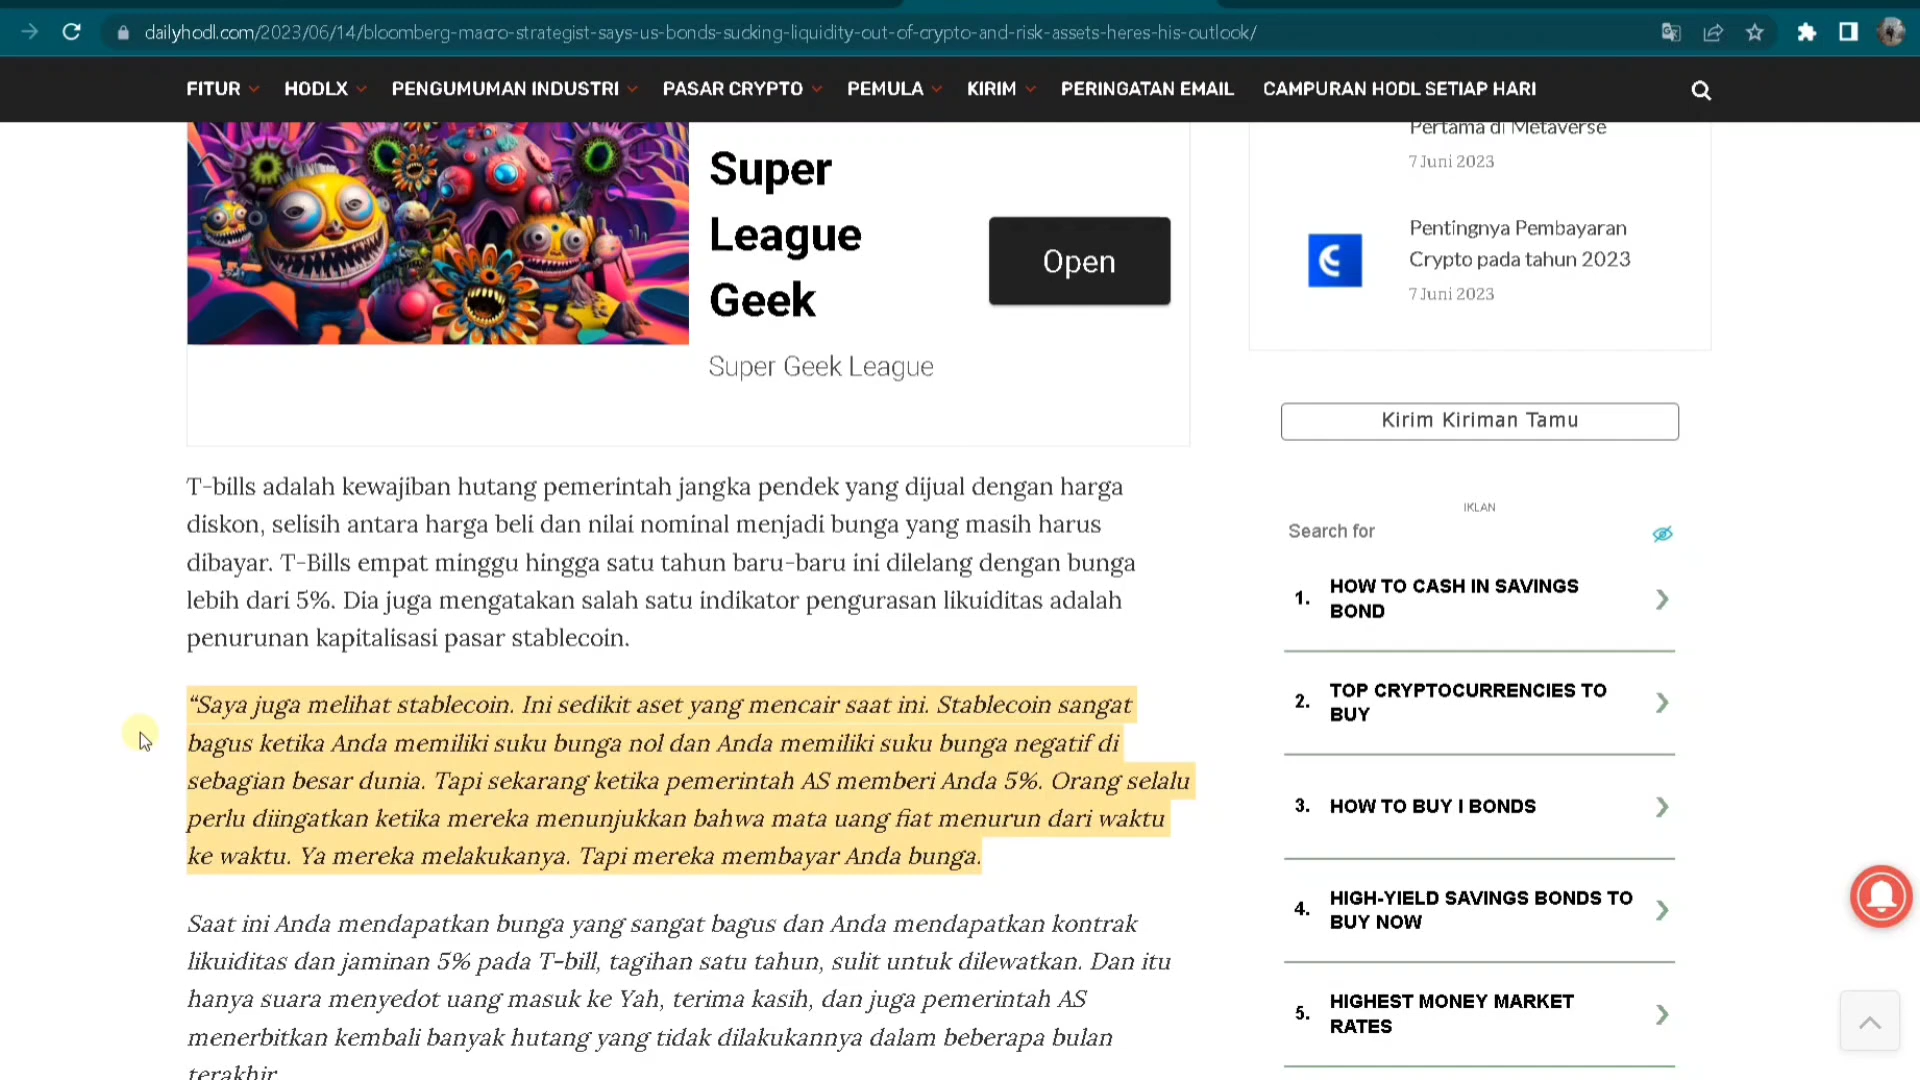 dailyhodl.com/2023/06/14/bloomberg-macro-strategist-says-us-bonds-sucking-liquidity-out-of-crypto-and-risk-assets-heres-his-outlook/
FITUR HODLX PENGUMUMAN INDUSTRI PASAR CRYPTO PEMULA KIRIM PERINGATAN EMAIL CAMPURAN HODL SETIAP HARI
Super
League
Geek
Super Geek League
Open
T-bills adalah kewajiban hutang pemerintah jangka pendek yang dijual dengan harga
diskon, selisih antara harga beli dan nilai nominal menjadi bunga yang masih harus
dibayar. T-Bills empat minggu hingga satu tahun baru-baru ini dilelang dengan bunga
lebih dari 5%. Dia juga mengatakan salah satu indikator pengurasan likuiditas adalah
penurunan kapitalisasi pasar stablecoin.
“Saya juga melihat stablecoin. Ini sedikit aset yang mencair saat ini. Stablecoin sangat
bagus ketika Anda memiliki suku bunga nol dan Anda memiliki suku bunga negatif di
sebagian besar dunia. Tapi sekarang ketika pemerintah AS memberi Anda 5%. Orang selalu
perlu diingatkan ketika mereka menunjukkan bahwa mata uang fiat menurun dari waktu
ke waktu. Ya mereka melakukanya. Tapi mereka membayar Anda bunga.
Saat ini Anda mendapatkan bunga yang sangat bagus dan Anda mendapatkan kontrak
likuiditas dan jaminan 5% pada T-bill, tagihan satu tahun, sulit untuk dilewatkan. Dan itu
hanya suara menyedot uang masuk ke Yah, terima kasih, dan juga pemerintah AS
menerbitkan kembali banyak hutang yang tidak dilakukannya dalam beberapa bulan
terakhir
Pertama di Metaverse
7 Juni 2023
Pentingnya Pembayaran
Crypto pada tahun 2023
7 Juni 2023
Kirim Kiriman Tamu
IKLAN
Search for
1. HOW TO CASH IN SAVINGS
BOND
2. TOP CRYPTOCURRENCIES TO
BUY
3. HOW TO BUY I BONDS
4. HIGH-YIELD SAVINGS BONDS TO
BUY NOW
5. HIGHEST MONEY MARKET
RATES